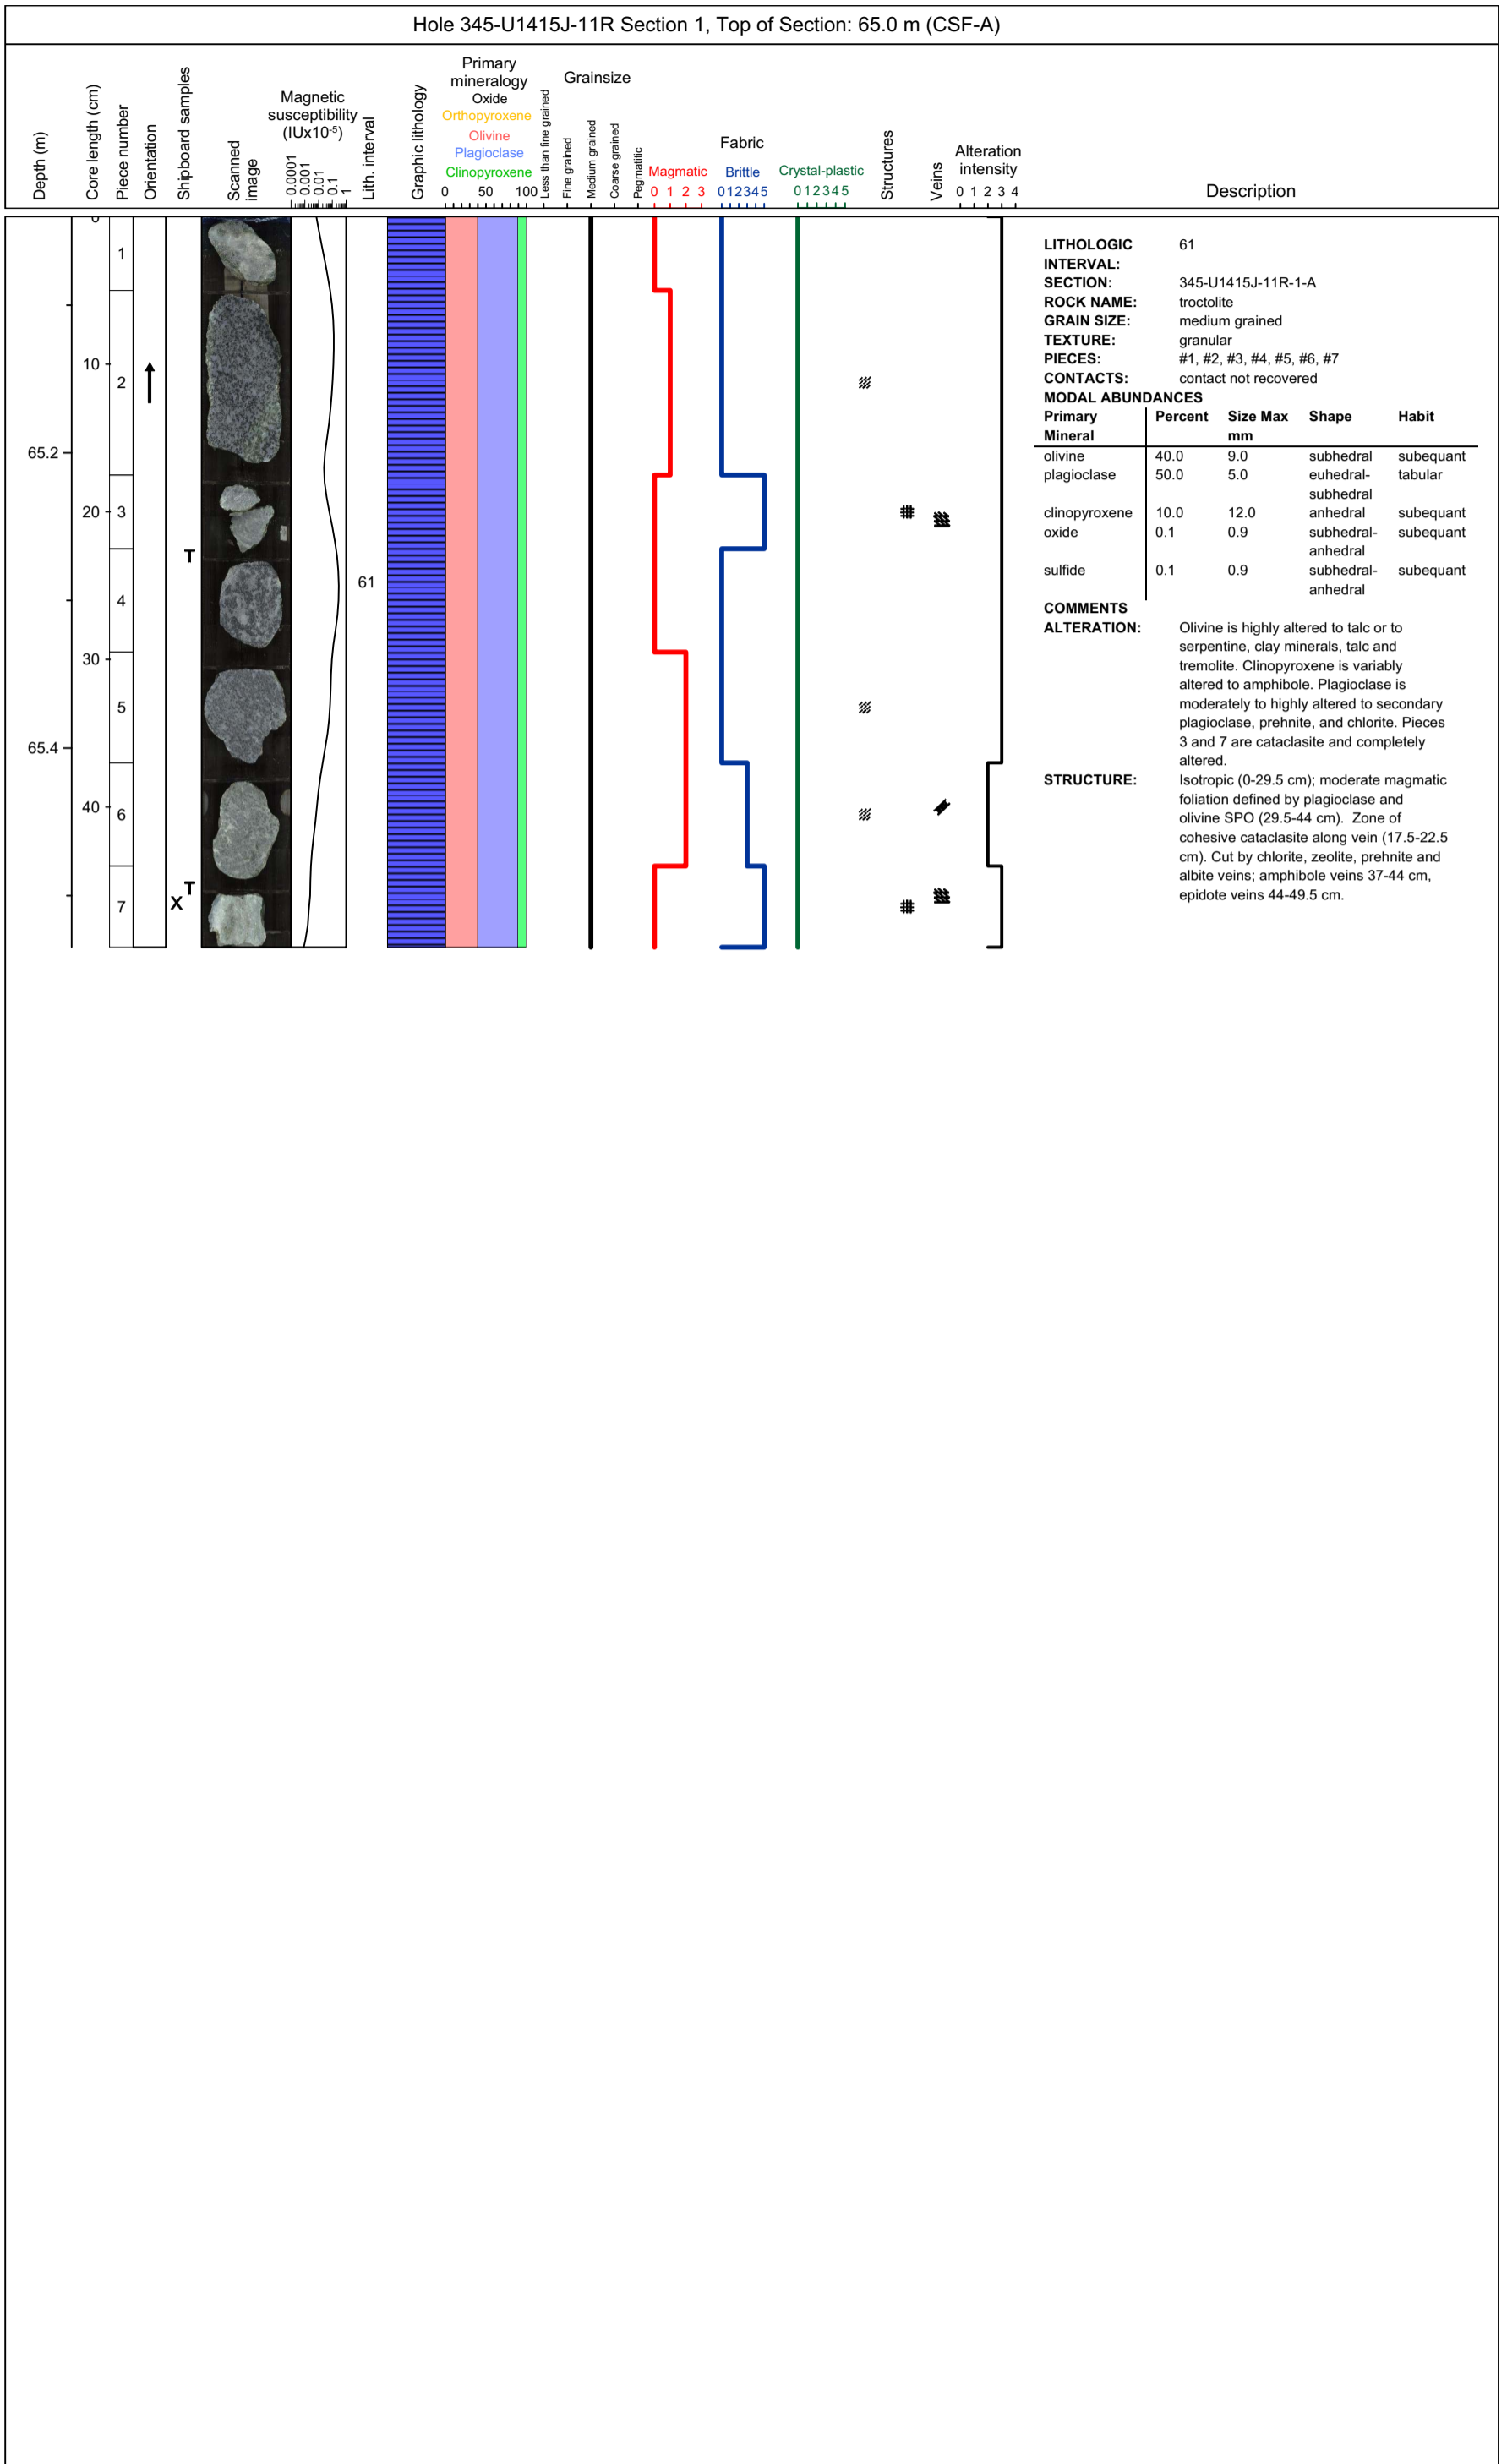 Hole 345-U1415J-11R Section 1, Top of Section: 65.0 m (CSF-A)
Depth (m)
Core length (cm)
Piece number
Orientation
Shipboard samples
Scanned
image
Magnetic
susceptibility
(IUx10⁻⁵)
0.0001
0.001
0.01
0.1
1
Lith. interval
Graphic lithology
Primary
mineralogy
Oxide
Orthopyroxene
Olivine
Plagioclase
Clinopyroxene
0 50 100
Grainsize
Less than fine grained
Fine grained
Medium grained
Coarse grained
Pegmatitic
Fabric
Magmatic
0 1 2 3
Brittle
0 1 2 3 4 5
Crystal-plastic
0 1 2 3 4 5
Structures
Veins
Alteration
intensity
0 1 2 3 4
Description
65.2
65.4
0
10
20
30
40
1
2
3
4
5
6
7
T
T
X
61
LITHOLOGIC 61
INTERVAL:
SECTION: 345-U1415J-11R-1-A
ROCK NAME: troctolite
GRAIN SIZE: medium grained
TEXTURE: granular
PIECES: #1, #2, #3, #4, #5, #6, #7
CONTACTS: contact not recovered
MODAL ABUNDANCES
Primary Percent Size Max Shape Habit
Mineral mm
olivine 40.0 9.0 subhedral subequant
plagioclase 50.0 5.0 euhedral- tabular
subhedral
clinopyroxene 10.0 12.0 anhedral subequant
oxide 0.1 0.9 subhedral- subequant
anhedral
sulfide 0.1 0.9 subhedral- subequant
anhedral
COMMENTS
ALTERATION: Olivine is highly altered to talc or to
serpentine, clay minerals, talc and
tremolite. Clinopyroxene is variably
altered to amphibole. Plagioclase is
moderately to highly altered to secondary
plagioclase, prehnite, and chlorite. Pieces
3 and 7 are cataclasite and completely
altered.
STRUCTURE: Isotropic (0-29.5 cm); moderate magmatic
foliation defined by plagioclase and
olivine SPO (29.5-44 cm). Zone of
cohesive cataclasite along vein (17.5-22.5
cm). Cut by chlorite, zeolite, prehnite and
albite veins; amphibole veins 37-44 cm,
epidote veins 44-49.5 cm.